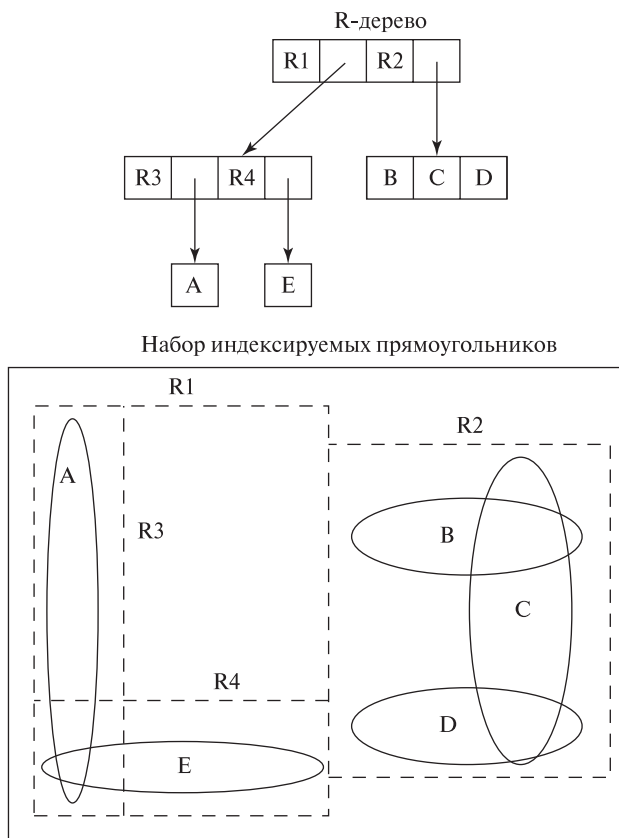 R-дерево
R1 R2
R3 R4 B C D
A E
Набор индексируемых прямоугольников
R1
R2
A
R3
B
C
R4
D
E